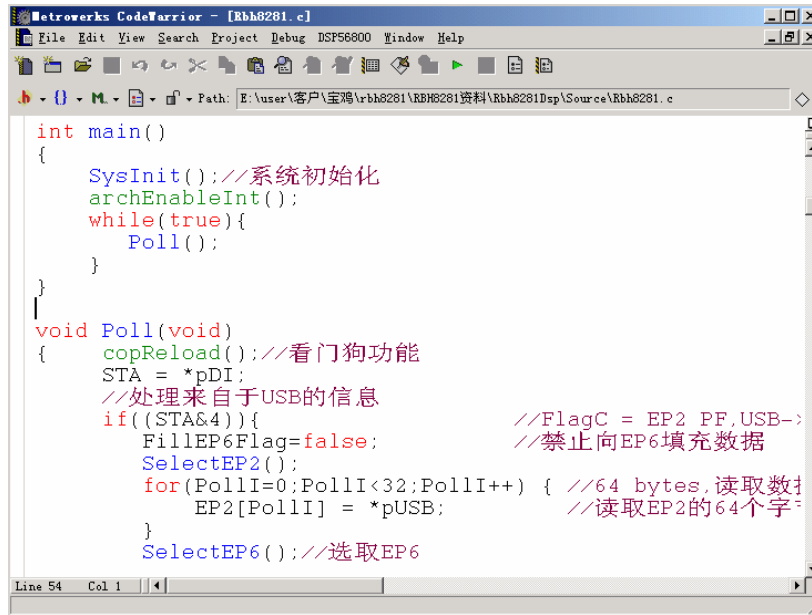 Metrowerks CodeWarrior - [Rbh8281.c]
File Edit View Search Project Debug DSP56800 Window Help
Path: E:\user\客户\宝鸡\rbh8281\RBH8281资料\Rbh8281Dsp\Source\Rbh8281.c
int main()
{
SysInit();//系统初始化
archEnableInt();
while(true){
Poll();
}
}
void Poll(void)
{ copReload();//看门狗功能
STA = *pDI;
//处理来自于USB的信息
if((STA&4)){ //FlagC = EP2 PF,USB-
FillEP6Flag=false; //禁止向EP6填充数据
SelectEP2();
for(PollI=0;PollI<32;PollI++) { //64 bytes,读取数
EP2[PollI] = *pUSB; //读取EP2的64个字
}
SelectEP6();//选取EP6
Line 54 Col 1